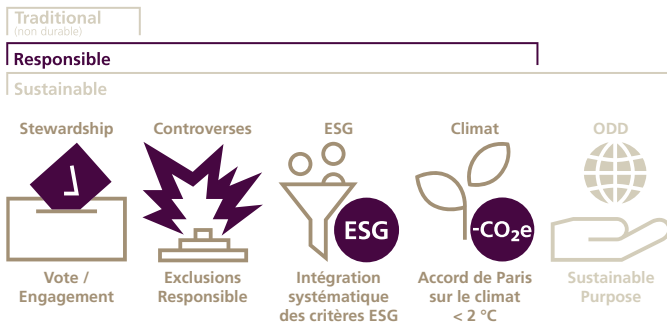 Traditional
(non durable)
Responsible
Sustainable
Stewardship
Controverses
ESG
Climat
ODD
ESG
-CO₂e
Vote /
Engagement
Exclusions
Responsible
Intégration
systématique
des critères ESG
Accord de Paris
sur le climat
< 2 °C
Sustainable
Purpose